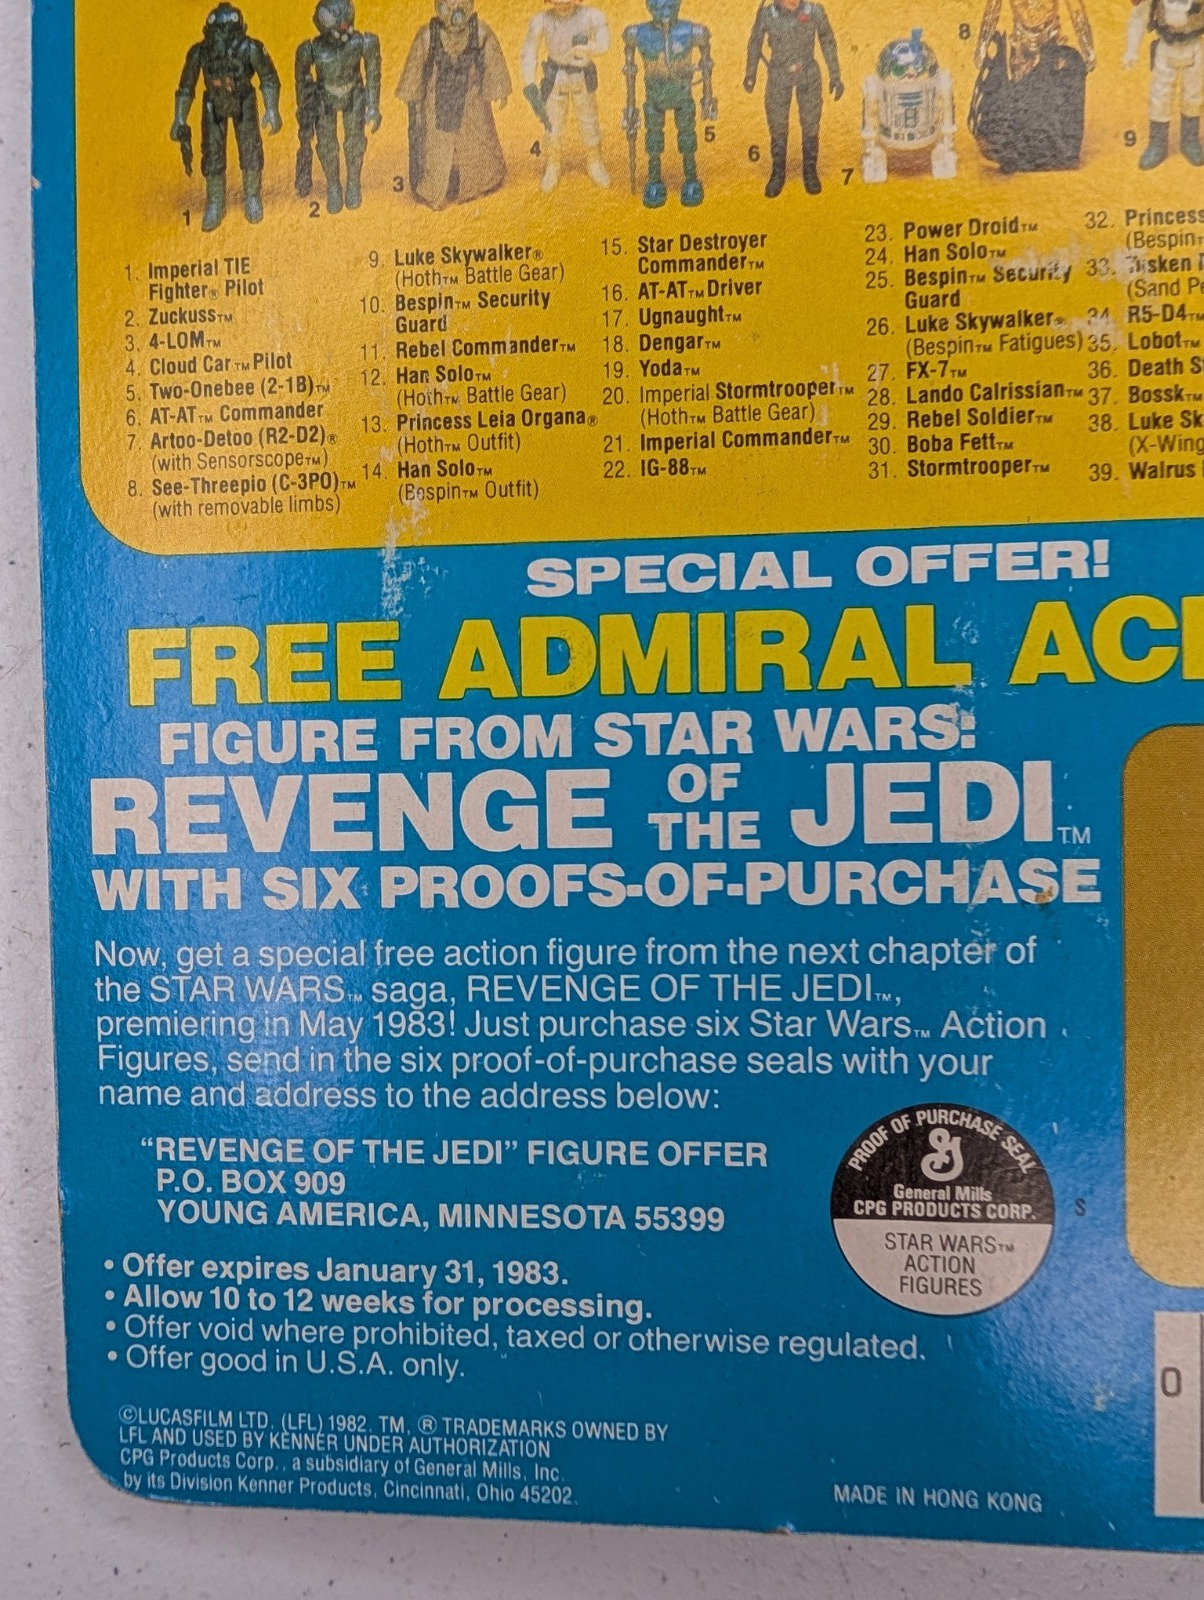 1
2
3
4
5
6
7
8
9
1. Imperial TIE
Fighter® Pilot
2. Zuckuss™
3. 4-LOM™
4. Cloud Car™ Pilot
5. Two-Onebee (2-1B)™
6. AT-AT™ Commander
7. Artoo-Detoo (R2-D2)®
(with Sensorscope™)
8. See-Threepio (C-3PO)™
(with removable limbs)
9. Luke Skywalker®
(Hoth™ Battle Gear)
10. Bespin™ Security
Guard
11. Rebel Commander™
12. Han Solo™
(Hoth™ Battle Gear)
13. Princess Leia Organa®
(Hoth™ Outfit)
14. Han Solo™
(Bespin™ Outfit)
15. Star Destroyer
Commander™
16. AT-AT™ Driver
17. Ugnaught™
18. Dengar™
19. Yoda™
20. Imperial Stormtrooper™
(Hoth™ Battle Gear)
21. Imperial Commander™
22. IG-88™
23. Power Droid™
24. Han Solo™
25. Bespin™ Security
Guard
26. Luke Skywalker®
(Bespin™ Fatigues)
27. FX-7™
28. Lando Calrissian™
29. Rebel Soldier™
30. Boba Fett™
31. Stormtrooper™
32. Princess
(Bespin™
33.
(Sand
34. R5-D4™
35. Lobot™
36. Death
37. Bossk™
38. Luke
(X-Wing
39. Walrus
SPECIAL OFFER!
FREE ADMIRAL
FIGURE FROM STAR WARS:
REVENGE OF THE JEDI™
WITH SIX PROOFS-OF-PURCHASE
Now, get a special free action figure from the next chapter of
the STAR WARS™ saga, REVENGE OF THE JEDI™,
premiering in May 1983! Just purchase six Star Wars™ Action
Figures, send in the six proof-of-purchase seals with your
name and address to the address below:
“REVENGE OF THE JEDI” FIGURE OFFER
P.O. BOX 909
YOUNG AMERICA, MINNESOTA 55399
• Offer expires January 31, 1983.
• Allow 10 to 12 weeks for processing.
• Offer void where prohibited, taxed or otherwise regulated.
• Offer good in U.S.A. only.
PROOF OF PURCHASE SEAL
G
General Mills
CPG PRODUCTS CORP.
STAR WARS™
ACTION
FIGURES
S
0
©LUCASFILM LTD. (LFL) 1982. TM, ® TRADEMARKS OWNED BY
LFL AND USED BY KENNER UNDER AUTHORIZATION
CPG Products Corp., a subsidiary of General Mills, Inc.
by its Division Kenner Products, Cincinnati, Ohio 45202.
MADE IN HONG KONG